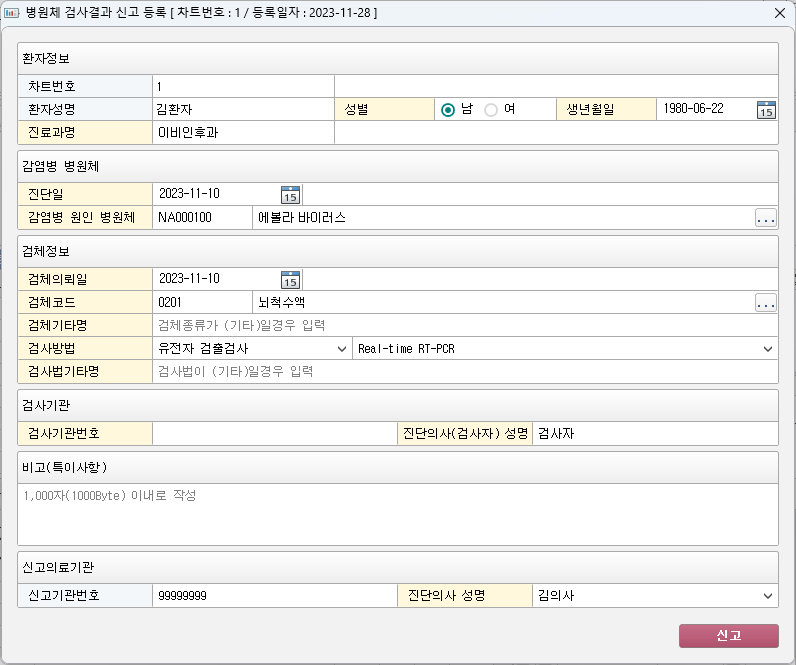 병원체 검사결과 신고 등록 [ 차트번호 : 1 / 등록일자 : 2023-11-28 ]
환자정보
차트번호 1
환자성명 김환자 성별 남 여 생년월일 1980-06-22 15
진료과명 이비인후과
감염병 병원체
진단일 2023-11-10 15
감염병 원인 병원체 NA000100 에볼라 바이러스 ...
검체정보
검체의뢰일 2023-11-10 15
검체코드 0201 뇌척수액 ...
검체기타명 검체종류가 (기타)일경우 입력
검사방법 유전자 검출검사 Real-time RT-PCR
검사법기타명 검사법이 (기타)일경우 입력
검사기관
검사기관번호 진단의사(검사자) 성명 검사자
비고(특이사항)
1,000자(1000Byte) 이내로 작성
신고의료기관
신고기관번호 99999999 진단의사 성명 김의사
신고